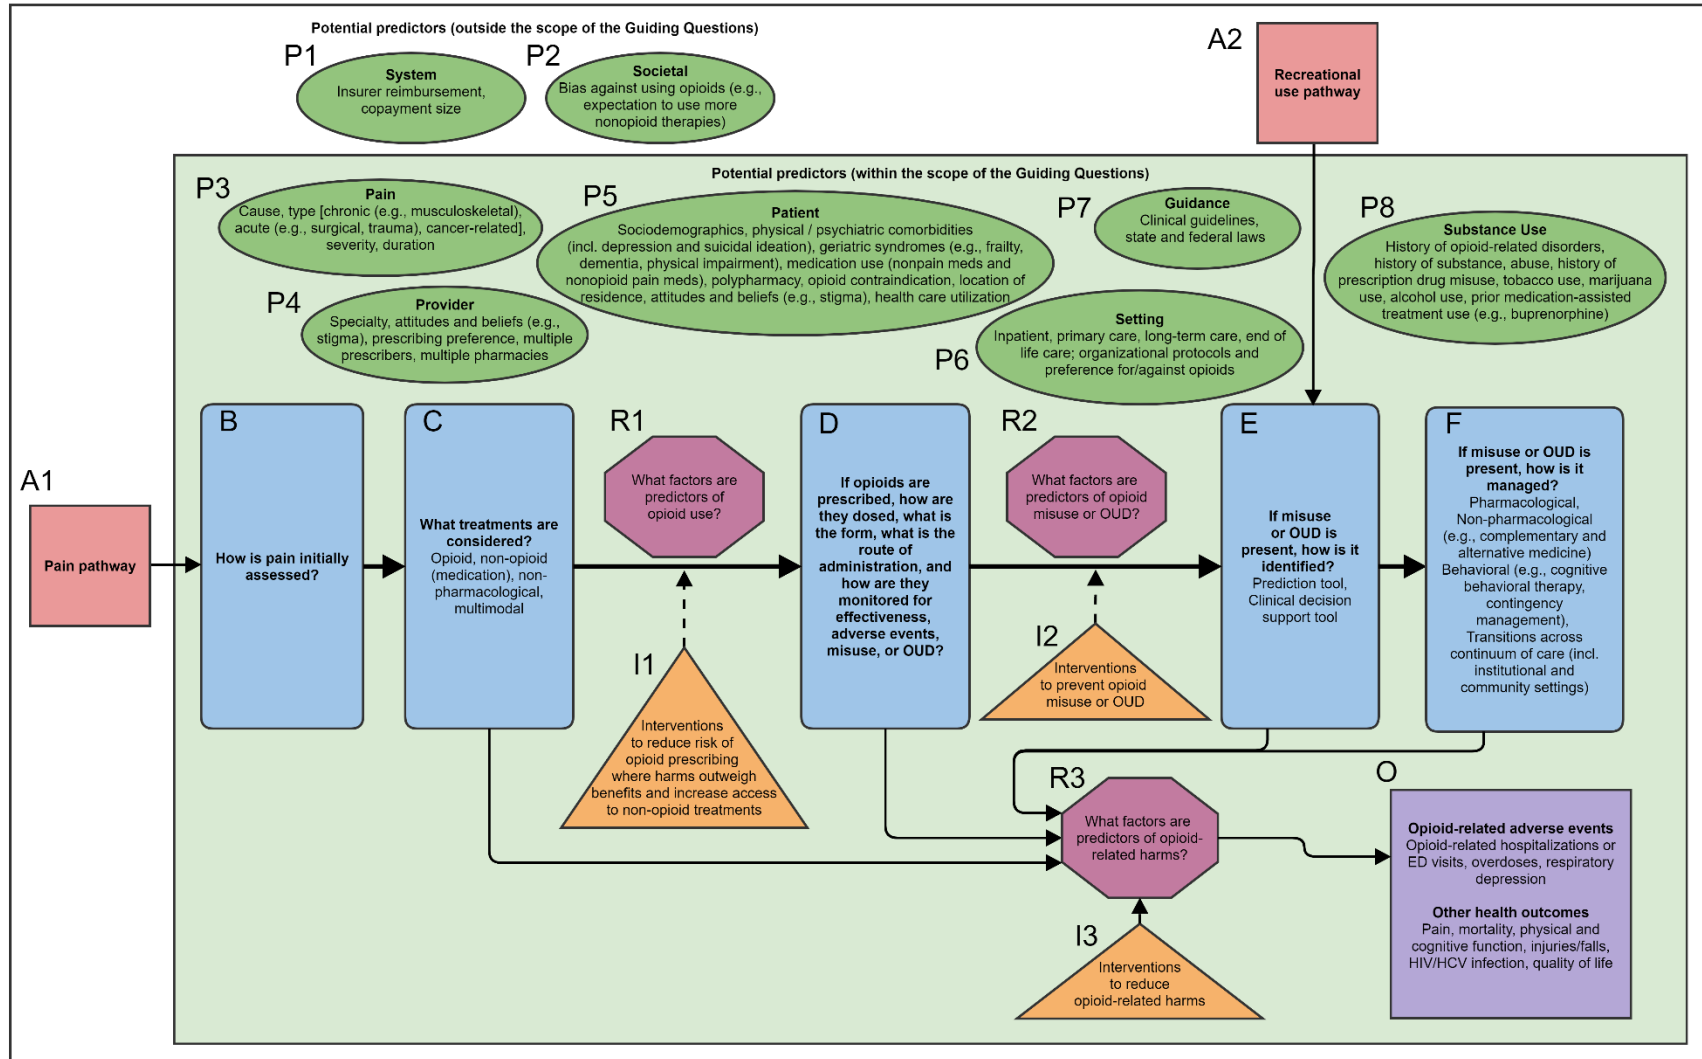 Potential predictors (outside the scope of the Guiding Questions)
P1
System
Insurer reimbursement,
copayment size
P2
Societal
Bias against using opioids (e.g.,
expectation to use more
nonopioid therapies)
A2
Recreational
use pathway
Potential predictors (within the scope of the Guiding Questions)
P3
Pain
Cause, type [chronic (e.g., musculoskeletal),
acute (e.g., surgical, trauma), cancer-related],
severity, duration
P4
Provider
Specialty, attitudes and beliefs (e.g.,
stigma), prescribing preference, multiple
prescribers, multiple pharmacies
P5
Patient
Sociodemographics, physical / psychiatric comorbidities
(incl. depression and suicidal ideation), geriatric syndromes (e.g., frailty,
dementia, physical impairment), medication use (nonpain meds and
nonopioid pain meds), polypharmacy, opioid contraindication, location of
residence, attitudes and beliefs (e.g., stigma), health care utilization
P7
Guidance
Clinical guidelines,
state and federal laws
P6
Setting
Inpatient, primary care, long-term care, end of
life care; organizational protocols and
preference for/against opioids
P8
Substance Use
History of opioid-related disorders,
history of substance, abuse, history of
prescription drug misuse, tobacco use, marijuana
use, alcohol use, prior medication-assisted
treatment use (e.g., buprenorphine)
A1
Pain pathway
B
How is pain initially
assessed?
C
What treatments are
considered?
Opioid, non-opioid
(medication), non-
pharmacological,
multimodal
R1
What factors are
predictors of
opioid use?
I1
Interventions
to reduce risk of
opioid prescribing
where harms outweigh
benefits and increase access
to non-opioid treatments
D
If opioids are
prescribed, how are
they dosed, what is
the form, what is the
route of
administration, and
how are they
monitored for
effectiveness,
adverse events,
misuse, or OUD?
R2
What factors are
predictors of opioid
misuse or OUD?
I2
Interventions
to prevent opioid
misuse or OUD
E
If misuse
or OUD is
present, how is it
identified?
Prediction tool,
Clinical decision
support tool
F
If misuse or OUD is
present, how is it
managed?
Pharmacological,
Non-pharmacological
(e.g., complementary and
alternative medicine)
Behavioral (e.g., cognitive
behavioral therapy,
contingency
management),
Transitions across
continuum of care (incl.
institutional and
community settings)
R3
What factors are
predictors of opioid-
related harms?
I3
Interventions
to reduce
opioid-related harms
O
Opioid-related adverse events
Opioid-related hospitalizations or
ED visits, overdoses, respiratory
depression
Other health outcomes
Pain, mortality, physical and
cognitive function, injuries/falls,
HIV/HCV infection, quality of life